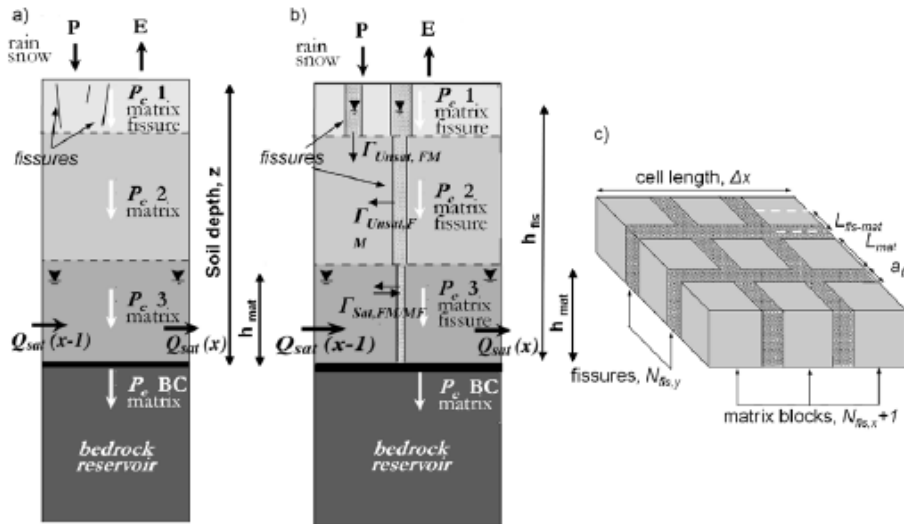 a)
P
E
rain
snow
P_e 1
matrix
fissure
fissures
P_e 2
matrix
P_e 3
matrix
Q_sat (x-1)
Q_sat (x)
P_e BC
matrix
bedrock
reservoir
Soil depth, z
h_mat
b)
P
E
rain
snow
P_e 1
matrix
fissure
fissures
Γ_Unsat, FM
P_e 2
matrix
fissure
Γ_Unsat,F
M
P_e 3
matrix
fissure
Γ_Sat,FM/MF
Q_sat (x-1)
Q_sat (x)
P_e BC
matrix
bedrock
reservoir
h_fis
h_mat
c)
cell length, Δx
L_fis-mat
L_mat
fissures, N_fis,y
matrix blocks, N_fis,x+1